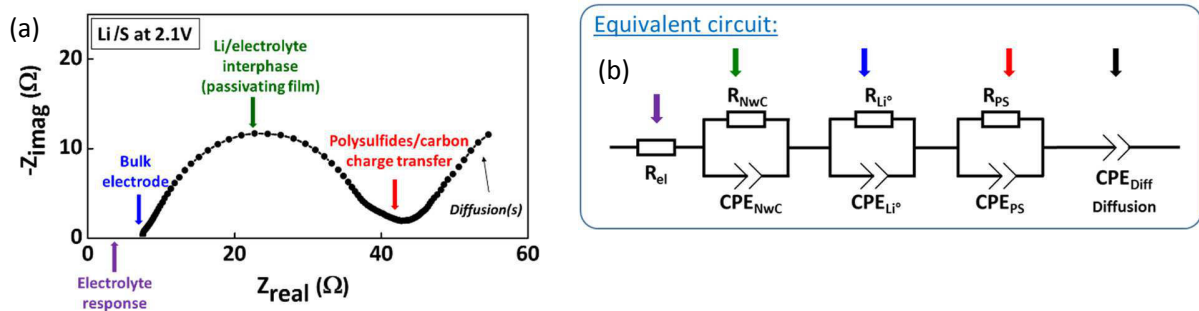 (a)
Li/S at 2.1V
Li/electrolyte
interphase
(passivating film)
Polysulfides/carbon
charge transfer
Bulk
electrode
Diffusion(s)
-Zimag (Ω)
20
10
0
0
20
40
60
Electrolyte
response
Zreal (Ω)
Equivalent circuit:
(b)
RNwC
RLi°
RPS
Rel
CPENwC
CPELi°
CPEPS
CPEDiff
Diffusion